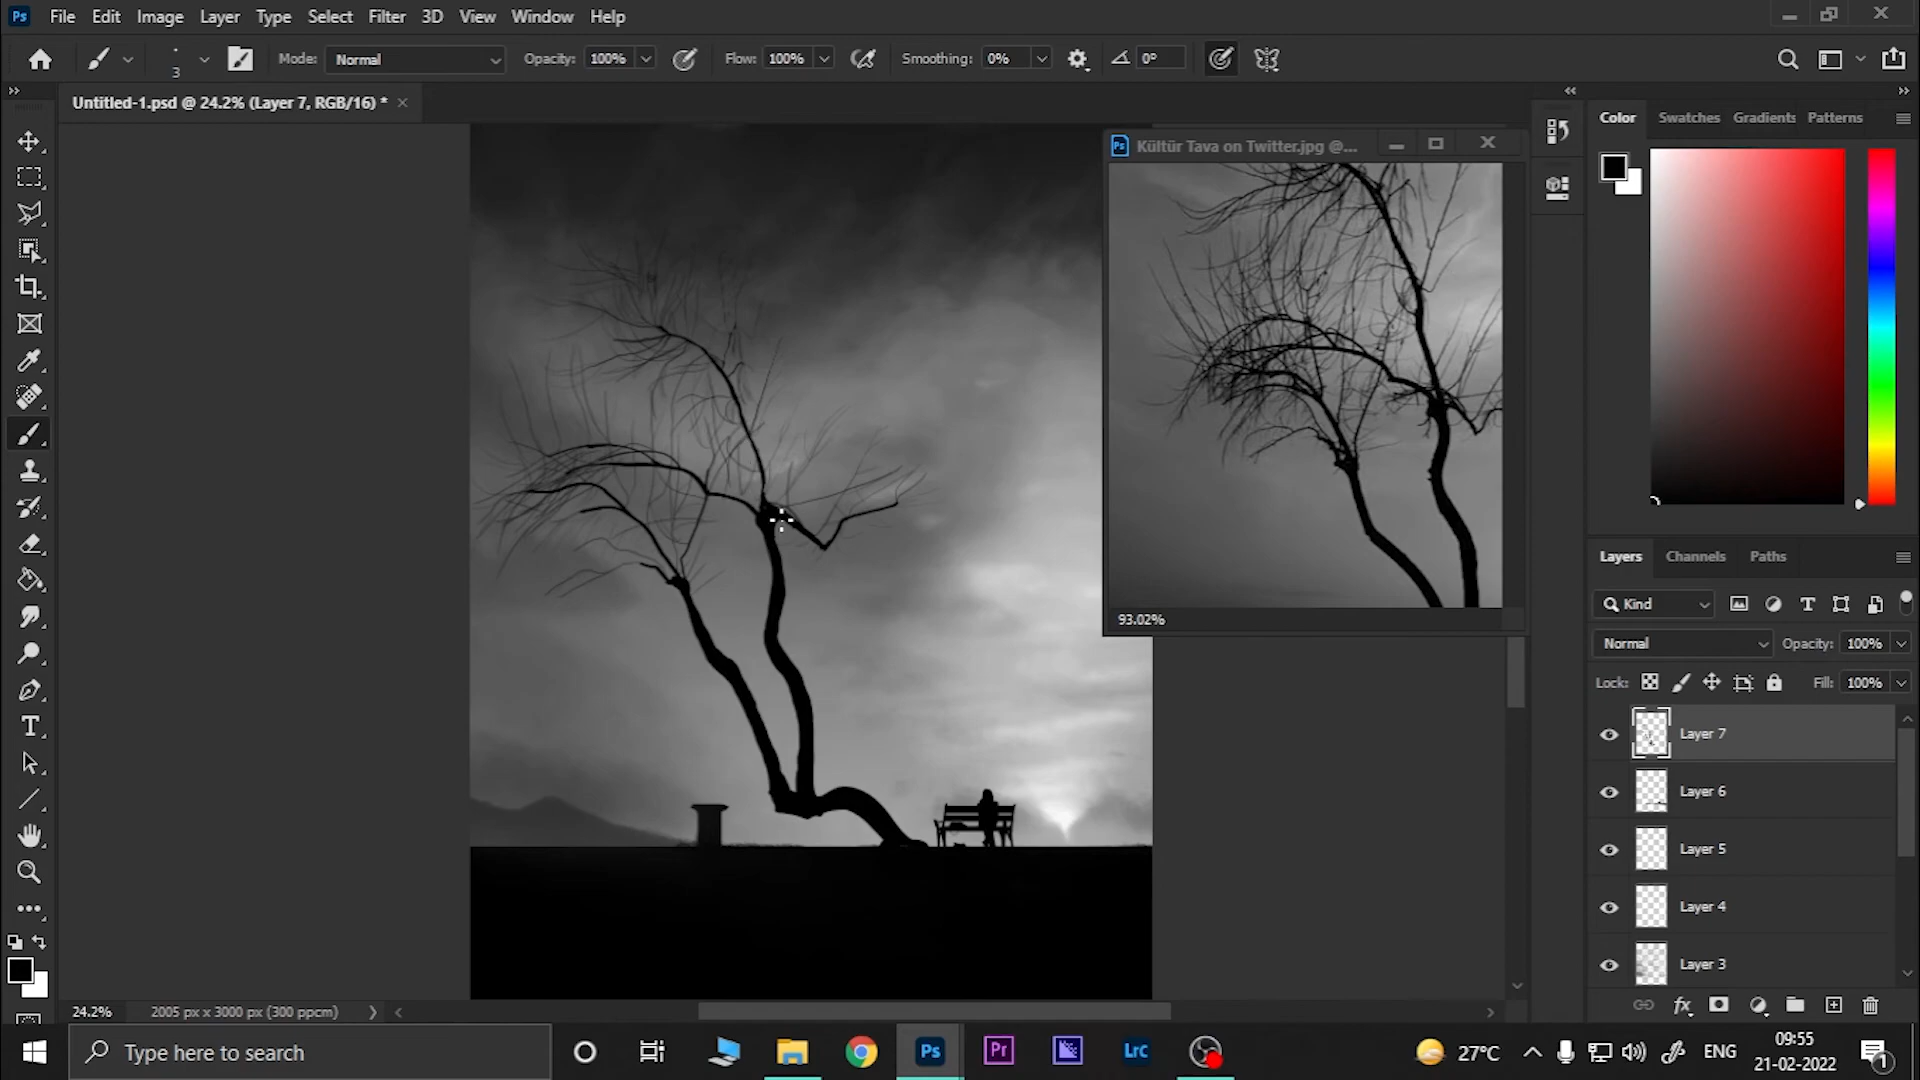 Ps File Edit Image Layer Type Select Filter 3D View Window Help
3 Mode: Normal Opacity: 100% Flow: 100% Smoothing: 0% 0°
Untitled-1.psd @ 24.2% (Layer 7, RGB/16) *
Color Swatches Gradients Patterns
Ps Kültür Tava on Twitter.jpg @...
93.02%
Layers Channels Paths
Kind
Normal Opacity: 100%
Lock: Fill: 100%
Layer 7
Layer 6
Layer 5
Layer 4
Layer 3
fx
24.2% 2005 px x 3000 px (300 ppcm)
Type here to search
Ps Pr LrC
27°C ENG
09:55
21-02-2022
1